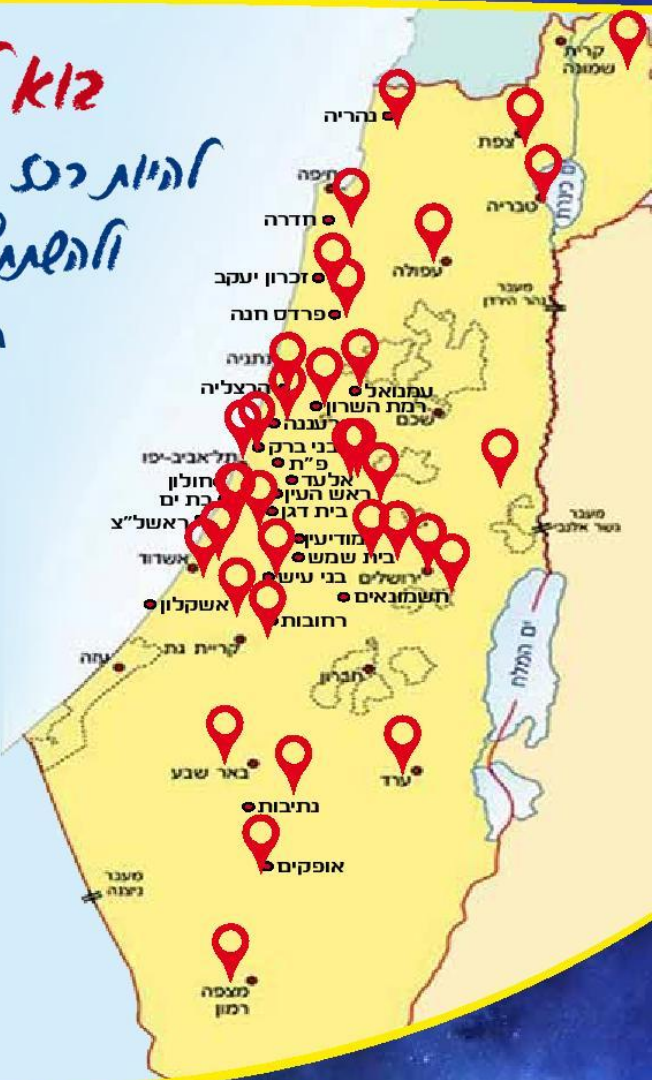 בוא
להיות רכז
ולהשתת
קרית
שמונה
נהריה
צפת
חיפה
טבריה
ים כנרת
חדרה
עפולה
זכרון יעקב
מעבר
נהר הירדן
פרדס חנה
נתניה
הרצליה
עמנואל
רמת השרון
שכם
רעננה
בני ברק
תל־אביב-יפו
פ"ת
אלעד
חולון
ראש העין
בת ים
בית דגן
ראשל"צ
מעבר
גשר אלנבי
מודיעין
בית שמש
אשדוד
בני עיש
ירושלים
חשמונאים
אשקלון
רחובות
קריית גת
עזה
חברון
ים המלח
באר שבע
ערד
נתיבות
אופקים
מעבר
ניצנה
מצפה
רמון